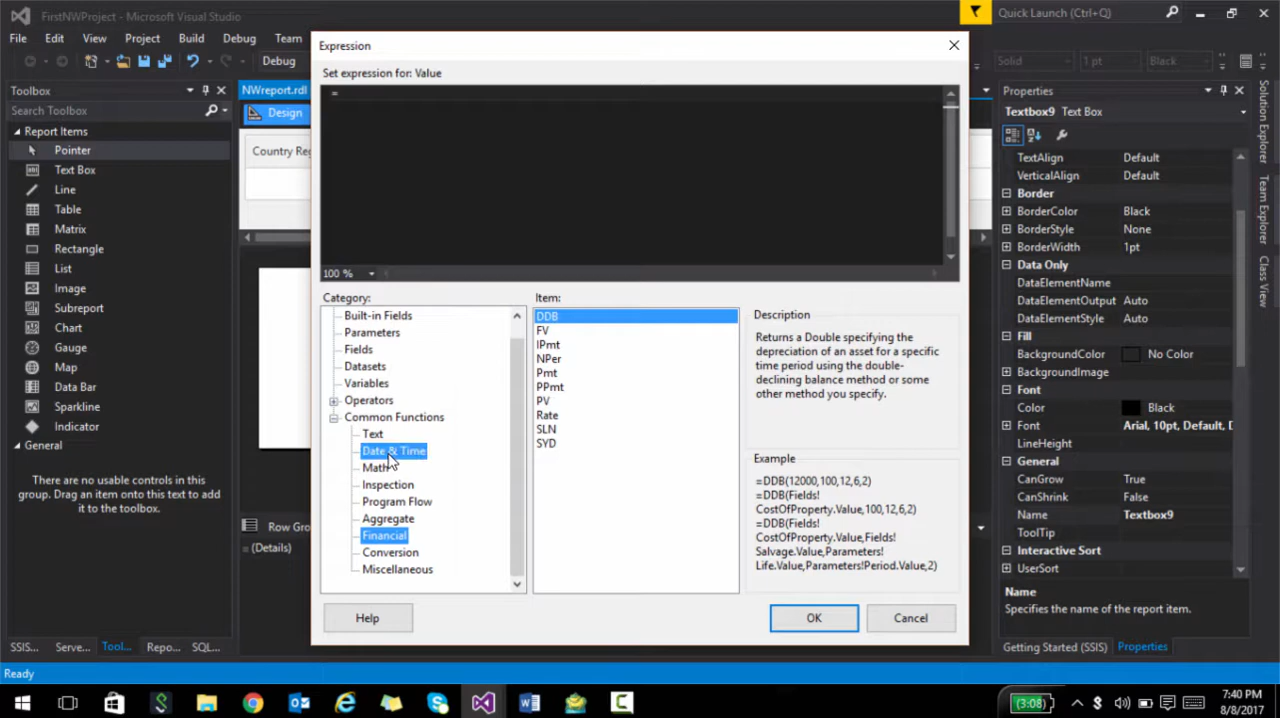 FirstNWProject - Microsoft Visual Studio
Quick Launch (Ctrl+Q)
File Edit View Project Build Debug Team
Debug
Solid 1 pt Black
Toolbox
Search Toolbox
Report Items
Pointer
Text Box
Line
Table
Matrix
Rectangle
List
Image
Subreport
Chart
Gauge
Map
Data Bar
Sparkline
Indicator
General
There are no usable controls in this
group. Drag an item onto this text to add
it to the toolbox.
SSIS... Serve... Tool... Repo... SQL...
NWreport.rdl
Design
Country Reg
Row Gro
(Details)
Expression
Set expression for: Value
=
100 %
Category:
Built-in Fields
Parameters
Fields
Datasets
Variables
Operators
Common Functions
Text
Date & Time
Math
Inspection
Program Flow
Aggregate
Financial
Conversion
Miscellaneous
Item:
DDB
FV
IPmt
NPer
Pmt
PPmt
PV
Rate
SLN
SYD
Description
Returns a Double specifying the
depreciation of an asset for a specific
time period using the double-
declining balance method or some
other method you specify.
Example
=DDB(12000,100,12,6,2)
=DDB(Fields!
CostOfProperty.Value,100,12,6,2)
=DDB(Fields!
CostOfProperty.Value,Fields!
Salvage.Value,Parameters!
Life.Value,Parameters!Period.Value,2)
Help
OK
Cancel
Properties
Textbox9 Text Box
TextAlign Default
VerticalAlign Default
Border
BorderColor Black
BorderStyle None
BorderWidth 1pt
Data Only
DataElementName
DataElementOutput Auto
DataElementStyle Auto
Fill
BackgroundColor No Color
BackgroundImage
Font
Color Black
Font Arial, 10pt, Default, D
LineHeight
General
CanGrow True
CanShrink False
Name Textbox9
ToolTip
Interactive Sort
UserSort
Name
Specifies the name of the report item.
Getting Started (SSIS) Properties
Solution Explorer
Team Explorer
Class View
Ready
(3:08)
7:40 PM
8/8/2017